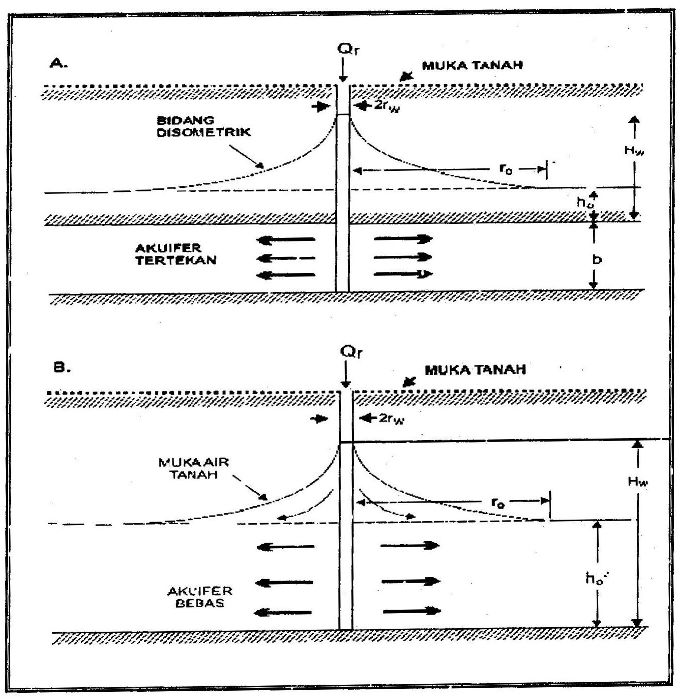 A.
Qr
MUKA TANAH
2rw
BIDANG
DISOMETRIK
ro
Hw
ho
AKUIFER
TERTEKAN
b
B.
Qr
MUKA TANAH
2rw
MUKA AIR
TANAH
ro
Hw
ho
AKUIFER
BEBAS